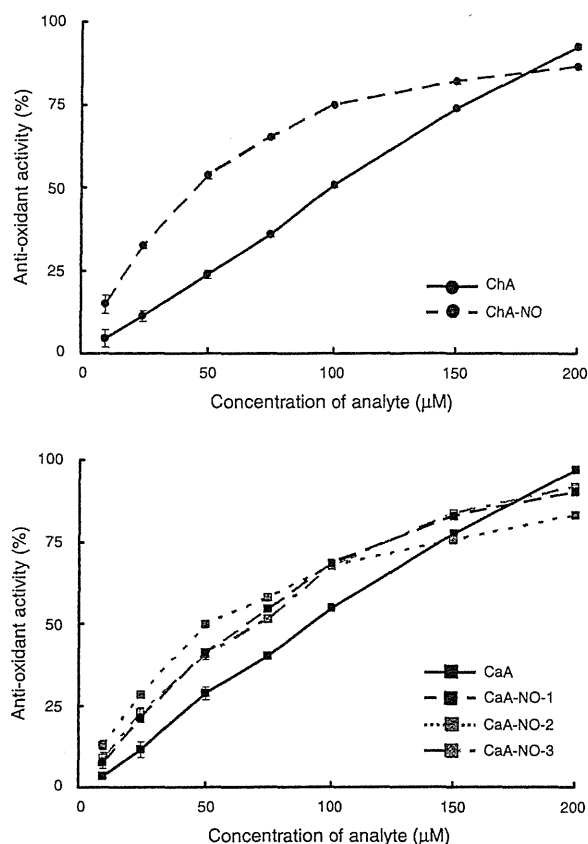 100
75
50
25
0
Anti-oxidant activity (%)
ChA
ChA-NO
0 50 100 150 200
Concentration of analyte (μM)
100
75
50
25
0
Anti-oxidant activity (%)
CaA
CaA-NO-1
CaA-NO-2
CaA-NO-3
0 50 100 150 200
Concentration of analyte (μM)